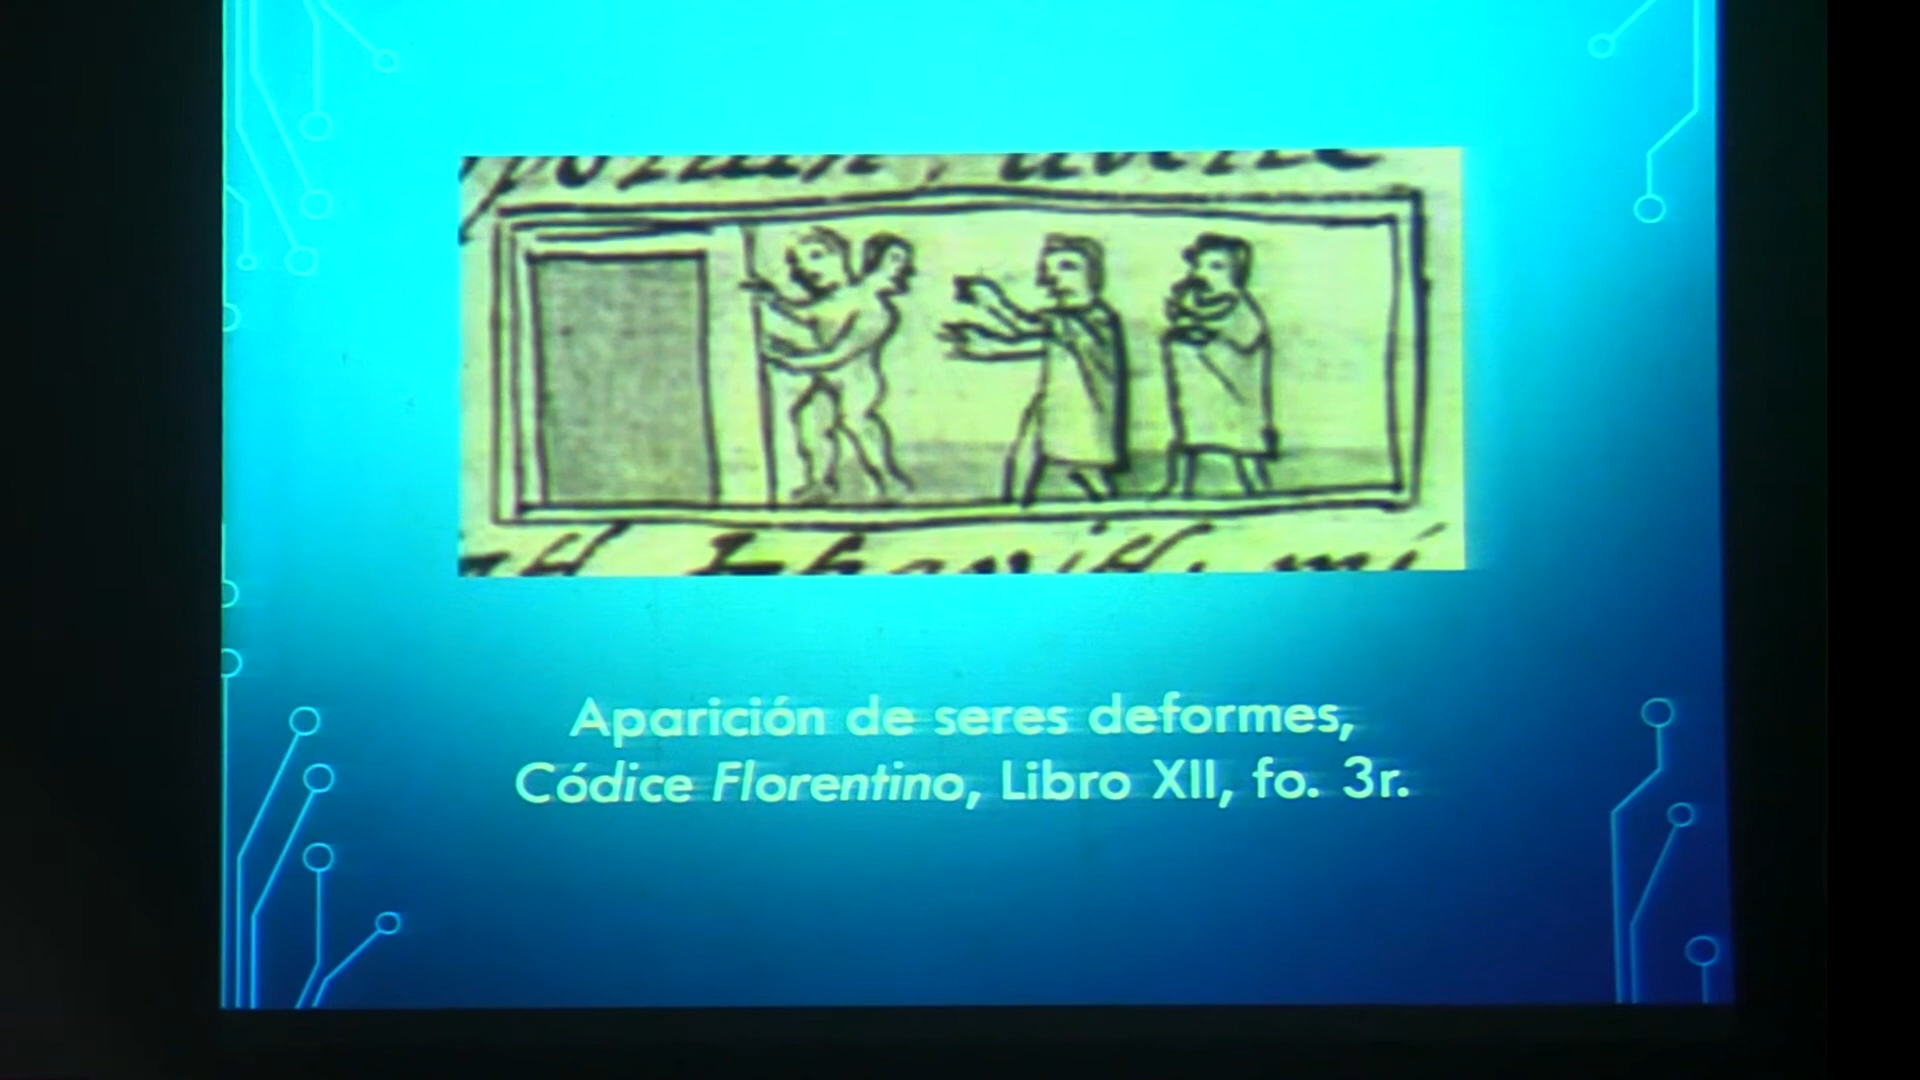 Aparición de seres deformes,
Códice Florentino, Libro XII, fo. 3r.